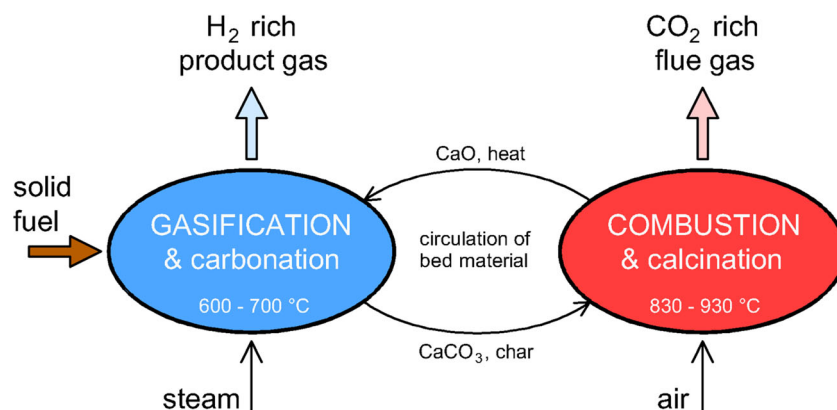 H₂ rich
product gas
CO₂ rich
flue gas
CaO, heat
solid
fuel
GASIFICATION
& carbonation
600 - 700 °C
circulation of
bed material
COMBUSTION
& calcination
830 - 930 °C
CaCO₃, char
steam
air